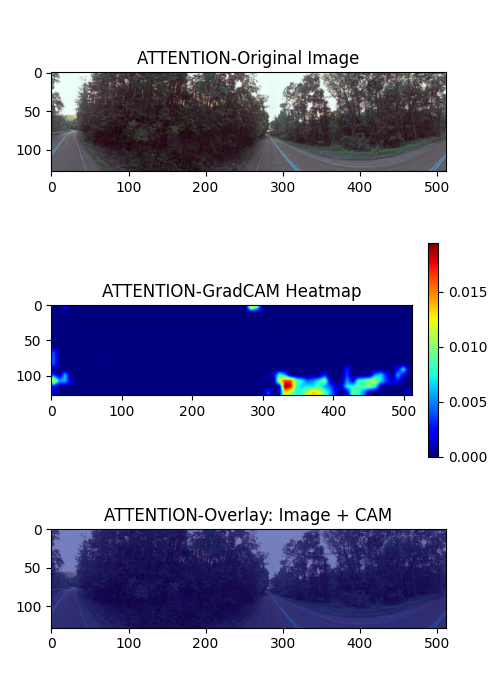 ATTENTION-Original Image
0
50
100
0 100 200 300 400 500
ATTENTION-GradCAM Heatmap
0
50
100
0 100 200 300 400 500
0.015
0.010
0.005
0.000
ATTENTION-Overlay: Image + CAM
0
50
100
0 100 200 300 400 500